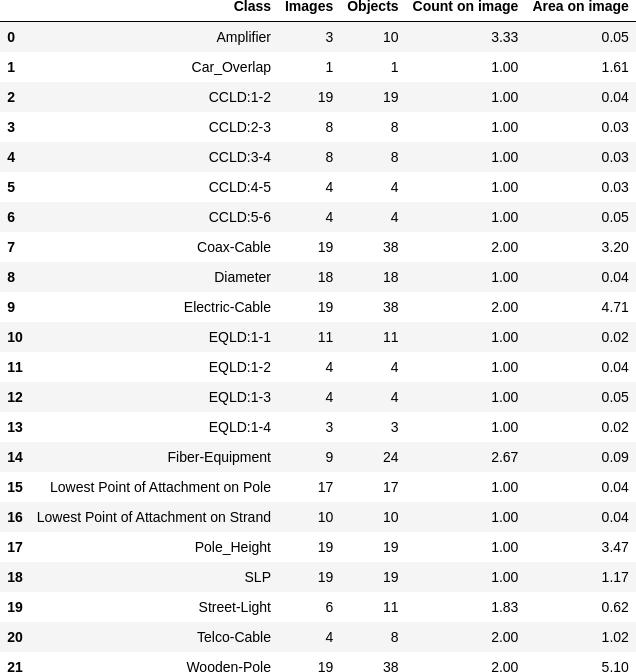 Class Images Objects Count on image Area on image
0 Amplifier 3 10 3.33 0.05
1 Car_Overlap 1 1 1.00 1.61
2 CCLD:1-2 19 19 1.00 0.04
3 CCLD:2-3 8 8 1.00 0.03
4 CCLD:3-4 8 8 1.00 0.03
5 CCLD:4-5 4 4 1.00 0.03
6 CCLD:5-6 4 4 1.00 0.05
7 Coax-Cable 19 38 2.00 3.20
8 Diameter 18 18 1.00 0.04
9 Electric-Cable 19 38 2.00 4.71
10 EQLD:1-1 11 11 1.00 0.02
11 EQLD:1-2 4 4 1.00 0.04
12 EQLD:1-3 4 4 1.00 0.05
13 EQLD:1-4 3 3 1.00 0.02
14 Fiber-Equipment 9 24 2.67 0.09
15 Lowest Point of Attachment on Pole 17 17 1.00 0.04
16 Lowest Point of Attachment on Strand 10 10 1.00 0.04
17 Pole_Height 19 19 1.00 3.47
18 SLP 19 19 1.00 1.17
19 Street-Light 6 11 1.83 0.62
20 Telco-Cable 4 8 2.00 1.02
21 Wooden-Pole 19 38 2.00 5.10